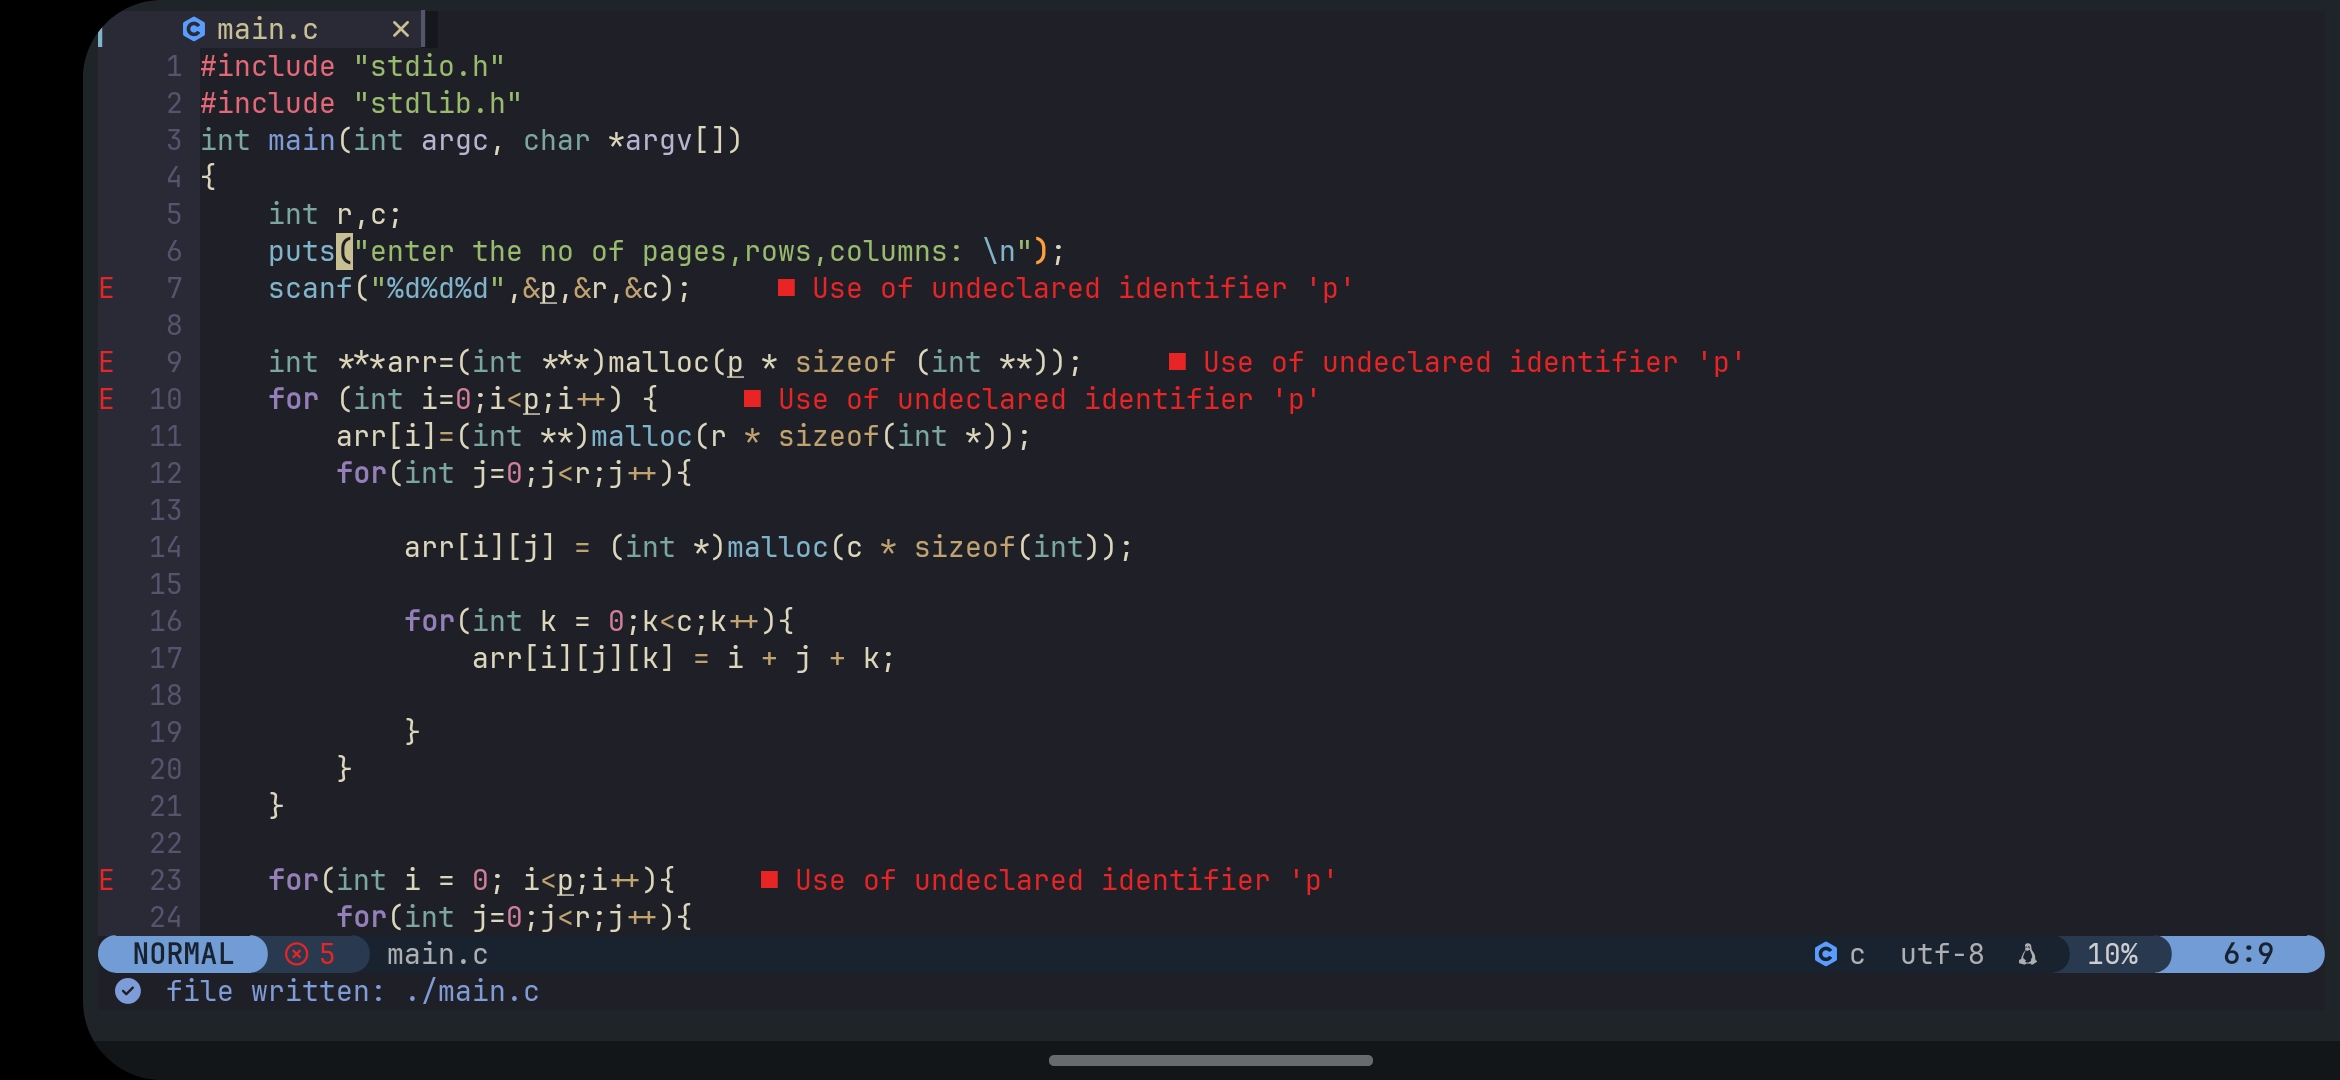 main.c ×
1 #include "stdio.h"
2 #include "stdlib.h"
3 int main(int argc, char *argv[])
4 {
5     int r,c;
6     puts("enter the no of pages,rows,columns: \n");
E 7     scanf("%d%d%d",&p,&r,&c);     ■ Use of undeclared identifier 'p'
8
E 9     int ***arr=(int ***)malloc(p * sizeof (int **));     ■ Use of undeclared identifier 'p'
E 10     for (int i=0;i<p;i++) {     ■ Use of undeclared identifier 'p'
11         arr[i]=(int **)malloc(r * sizeof(int *));
12         for(int j=0;j<r;j++){
13
14             arr[i][j] = (int *)malloc(c * sizeof(int));
15
16             for(int k = 0;k<c;k++){
17                 arr[i][j][k] = i + j + k;
18
19             }
20         }
21     }
22
E 23     for(int i = 0; i<p;i++){     ■ Use of undeclared identifier 'p'
24         for(int j=0;j<r;j++){
NORMAL 5 main.c c utf-8 10% 6:9
file written: ./main.c